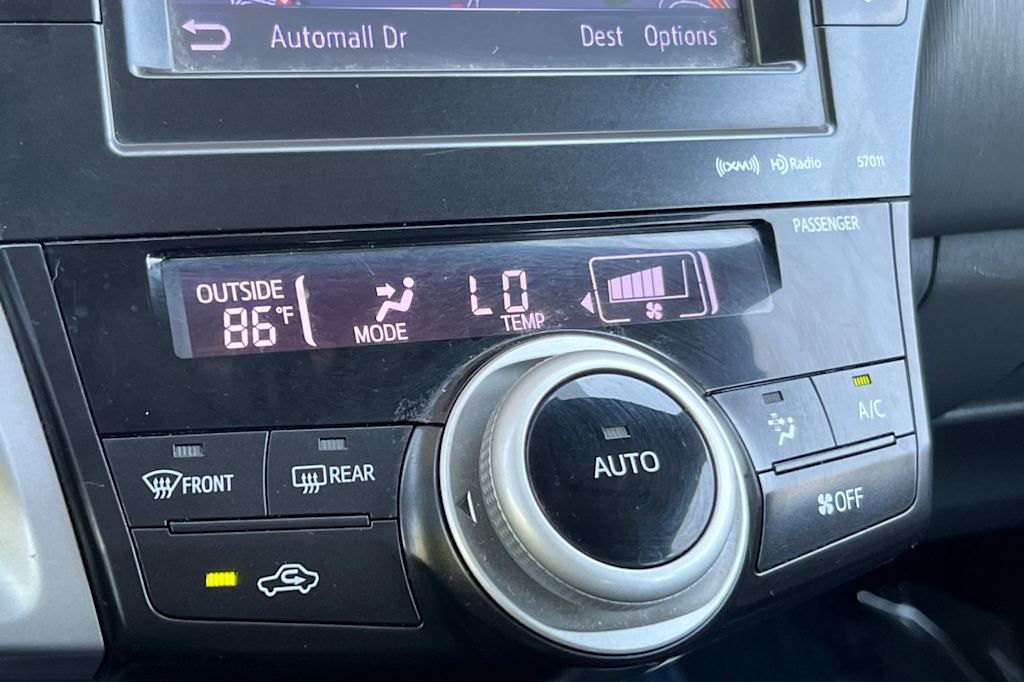 Automall Dr Dest Options
((XM)) HD Radio 57011
PASSENGER
OUTSIDE
86°F MODE LO TEMP
FRONT REAR AUTO A/C
OFF